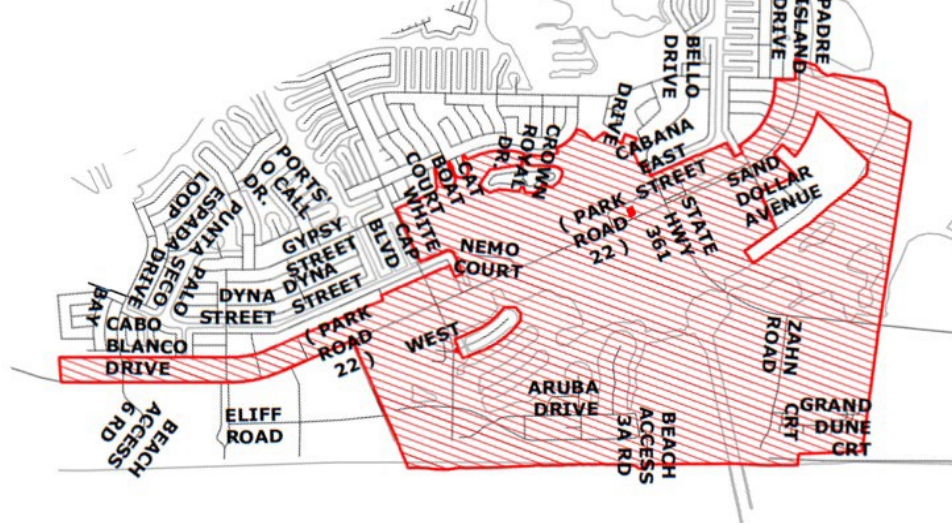 PADRE
ISLAND
DRIVE
BELLO
DRIVE
DRIVE
CABANA
EAST
STREET
CROWN
ROYAL
DR.
CAT
BOAT
COURT
WHITE
CAP
BLVD
PORTS'
O CALL
DR.
GYPSY
STREET
DYNA
STREET
DYNA
STREET
LOOP
ESPADA DRIVE
PUNTA SECO
PALO
BAY
CABO
BLANCO
DRIVE
( PARK
ROAD
22 )
( PARK
ROAD
22 )
STATE
HWY
361
SAND
DOLLAR
AVENUE
NEMO
COURT
WEST
ARUBA
DRIVE
ZAHN
ROAD
GRAND
DUNE
CRT
CRT
BEACH
ACCESS
3A RD
ELIFF
ROAD
BEACH
ACCESS
6 RD